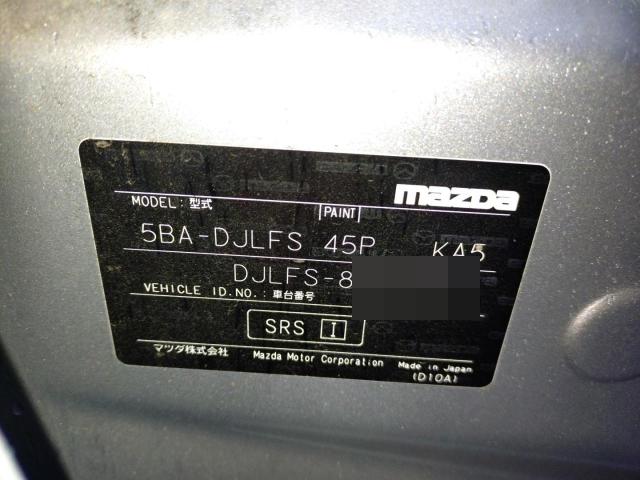 mazda
MODEL: 型式 PAINT
5BA-DJLFS 45P KA5
DJLFS-8
VEHICLE ID.NO.: 車台番号
SRS I
マツダ株式会社 Mazda Motor Corporation Made in Japan
(D10A)